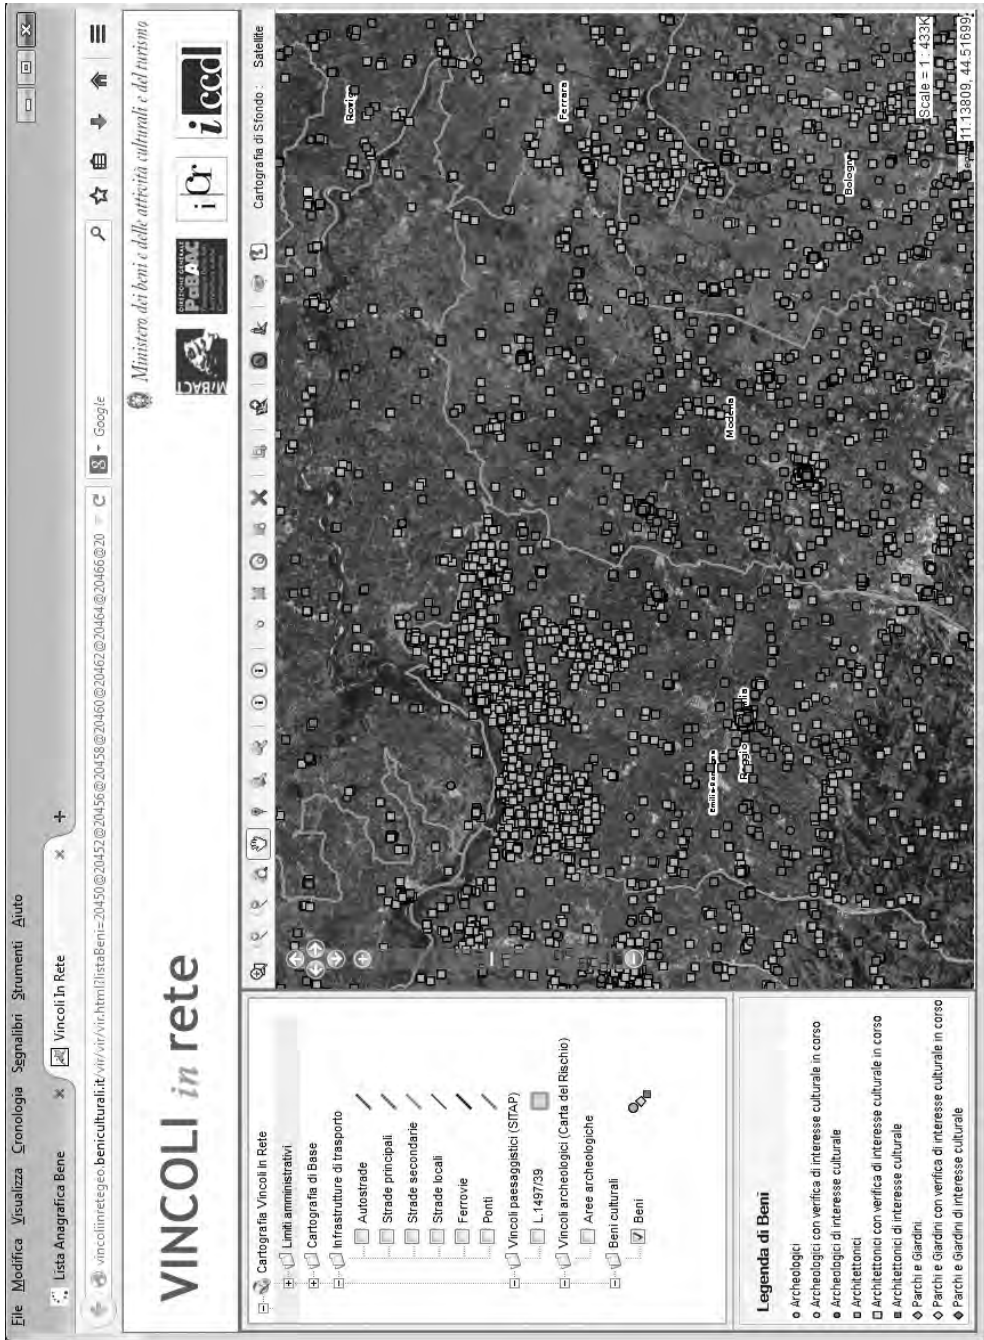 File Modifica Visualizza Cronologia Segnalibri Strumenti Aiuto
Lista Anagrafica Bene × Vincoli In Rete × +
vincoliinretegeo.beniculturali.it/vir/vir/vir.html?listaBeni=20450@20452@20456@20458@20460@20462@20464@20466@20
8 Google
VINCOLI in rete
Ministero dei beni e delle attività culturali e del turismo
MiBACT
DIREZIONE GENERALE
PaBAAC
iCr
iccd
Cartografia di Sfondo : Satellite
Cartografia Vincoli In Rete
Limiti amministrativi
Cartografia di Base
Infrastrutture di trasporto
Autostrade
Strade principali
Strade secondarie
Strade locali
Ferrovie
Ponti
Vincoli paesaggistici (SITAP)
L.1497/39
Vincoli archeologici (Carta del Rischio)
Aree archeologiche
Beni culturali
Beni
Legenda di Beni
Archeologici
Archeologici con verifica di interesse culturale in corso
Archeologici di interesse culturale
Architettonici
Architettonici con verifica di interesse culturale in corso
Architettonici di interesse culturale
Parchi e Giardini
Parchi e Giardini con verifica di interesse culturale in corso
Parchi e Giardini di interesse culturale
Rovigo
Ferrara
Bologna
Modena
Reggio
Scale = 1 : 433K
11.13809, 44.51699